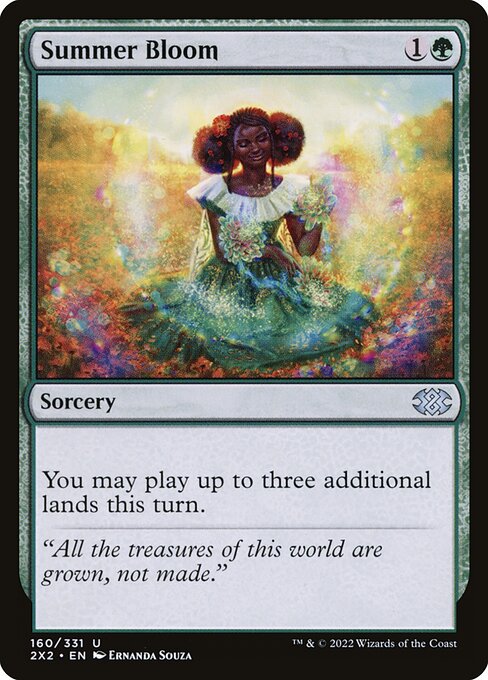 Summer Bloom 1
Sorcery
You may play up to three additional
lands this turn.
“All the treasures of this world are
grown, not made.”
160/331 U
2X2 • EN Ernanda Souza
™ & © 2022 Wizards of the Coast